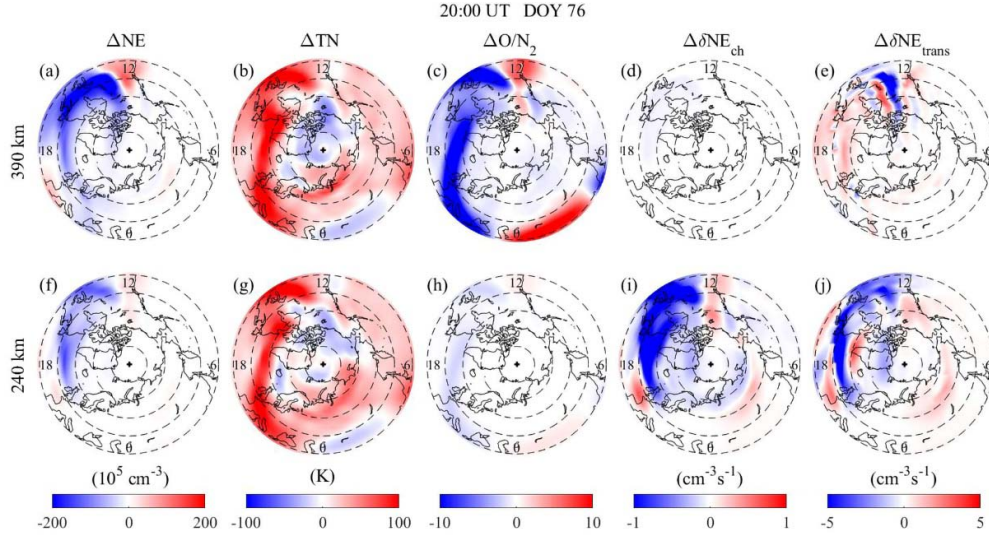 20:00 UT DOY 76
ΔNE ΔTN ΔO/N₂ ΔδNE_ch ΔδNE_trans
(a) (b) (c) (d) (e)
12 12 12 12 12
390 km
18 6 18 6 18 6 18 6 18 6
0 0 0 0 0
(f) (g) (h) (i) (j)
12 12 12 12 12
240 km
18 6 18 6 18 6 18 6 18 6
0 0 0 0 0
(10⁵ cm⁻³) (K) (cm⁻³s⁻¹) (cm⁻³s⁻¹)
-200 0 200 -100 0 100 -10 0 10 -1 0 1 -5 0 5